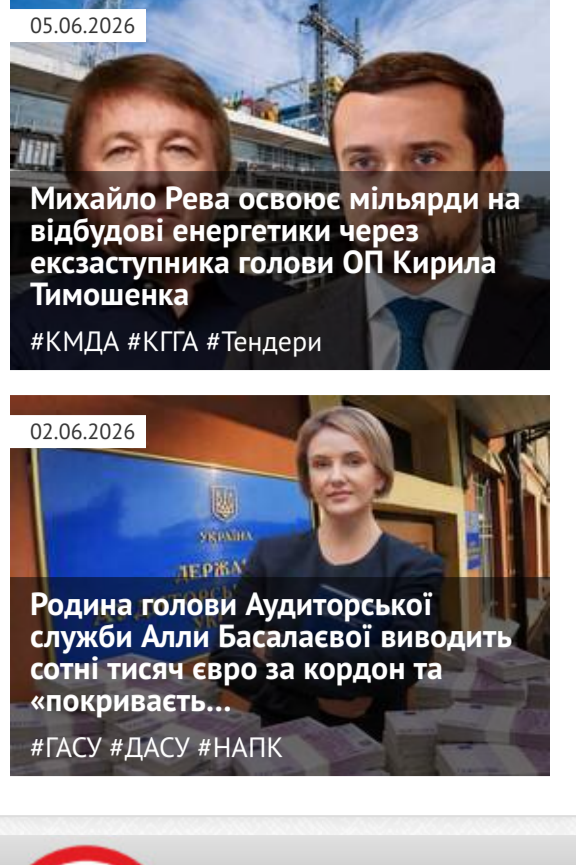 05.06.2026
Михайло Рева освоює мільярди на
відбудові енергетики через
ексзаступника голови ОП Кирила
Тимошенка
#КМДА #КГГА #Тендери
02.06.2026
УКРАЇНА
ДЕРЖА
Родина голови Аудиторської
служби Алли Басалаєвої виводить
сотні тисяч євро за кордон та
«покриваєть...
#ГАСУ #ДАСУ #НАПК